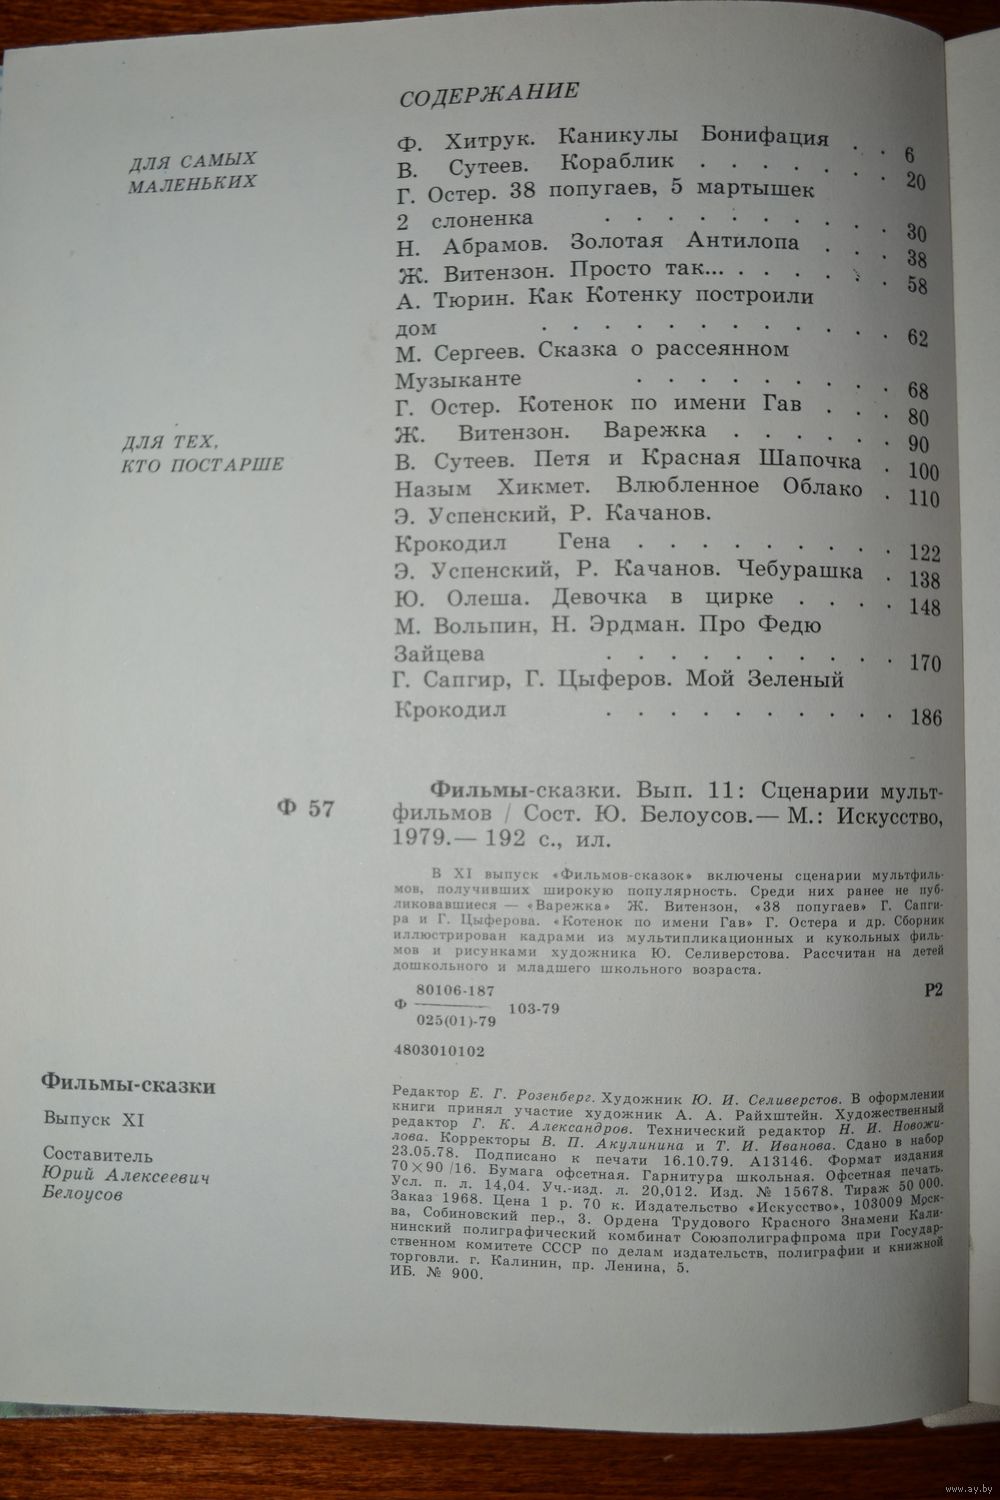 СОДЕРЖАНИЕ
ДЛЯ САМЫХ
МАЛЕНЬКИХ
Ф. Хитрук. Каникулы Бонифация . . 6
В. Сутеев. Кораблик . . . . . . 20
Г. Остер. 38 попугаев, 5 мартышек
2 слоненка . . . . . . . . . 30
Н. Абрамов. Золотая Антилопа . . 38
Ж. Витензон. Просто так... . . . . . . 58
А. Тюрин. Как Котенку построили
дом . . . . . . . . . . . . 62
М. Сергеев. Сказка о рассеянном
Музыканте . . . . . . . . . 68
Г. Остер. Котенок по имени Гав . . . 80
ДЛЯ ТЕХ,
КТО ПОСТАРШЕ
Ж. Витензон. Варежка . . . . . . 90
В. Сутеев. Петя и Красная Шапочка . 100
Назым Хикмет. Влюбленное Облако . 110
Э. Успенский, Р. Качанов.
Крокодил Гена . . . . . . . . . 122
Э. Успенский, Р. Качанов. Чебурашка . 138
Ю. Олеша. Девочка в цирке . . . . 148
М. Вольпин, Н. Эрдман. Про Федю
Зайцева . . . . . . . . . . 170
Г. Сапгир, Г. Цыферов. Мой Зеленый
Крокодил . . . . . . . . . . 186
Ф 57
Фильмы-сказки. Вып. 11: Сценарии мульт-
фильмов / Сост. Ю. Белоусов.— М.: Искусство,
1979.— 192 с., ил.
В XI выпуск «Фильмов-сказок» включены сценарии мультфиль-
мов, получивших широкую популярность. Среди них ранее не пуб-
ликовавшиеся — «Варежка» Ж. Витензон, «38 попугаев» Г. Сапги-
ра и Г. Цыферова. «Котенок по имени Гав» Г. Остера и др. Сборник
иллюстрирован кадрами из мультипликационных и кукольных филь-
мов и рисунками художника Ю. Селиверстова. Рассчитан на детей
дошкольного и младшего школьного возраста.
80106-187
Ф 103-79 Р2
025(01)-79
4803010102
Фильмы-сказки
Выпуск XI
Составитель
Юрий Алексеевич
Белоусов
Редактор Е. Г. Розенберг. Художник Ю. И. Селиверстов. В оформлении
книги принял участие художник А. А. Райхштейн. Художественный
редактор Г. К. Александров. Технический редактор Н. И. Новожи-
лова. Корректоры В. П. Акулинина и Т. И. Иванова. Сдано в набор
23.05.78. Подписано к печати 16.10.79. А13146. Формат издания
70×90/16. Бумага офсетная. Гарнитура школьная. Офсетная печать.
Усл. п. л. 14,04. Уч.-изд. л. 20,012. Изд. № 15678. Тираж 50 000.
Заказ 1968. Цена 1 р. 70 к. Издательство «Искусство», 103009 Моск-
ва, Собиновский пер., 3. Ордена Трудового Красного Знамени Кали-
нинский полиграфический комбинат Союзполиграфпрома при Государ-
ственном комитете СССР по делам издательств, полиграфии и книжной
торговли. г. Калинин, пр. Ленина, 5.
ИБ. № 900.
www.ay.by